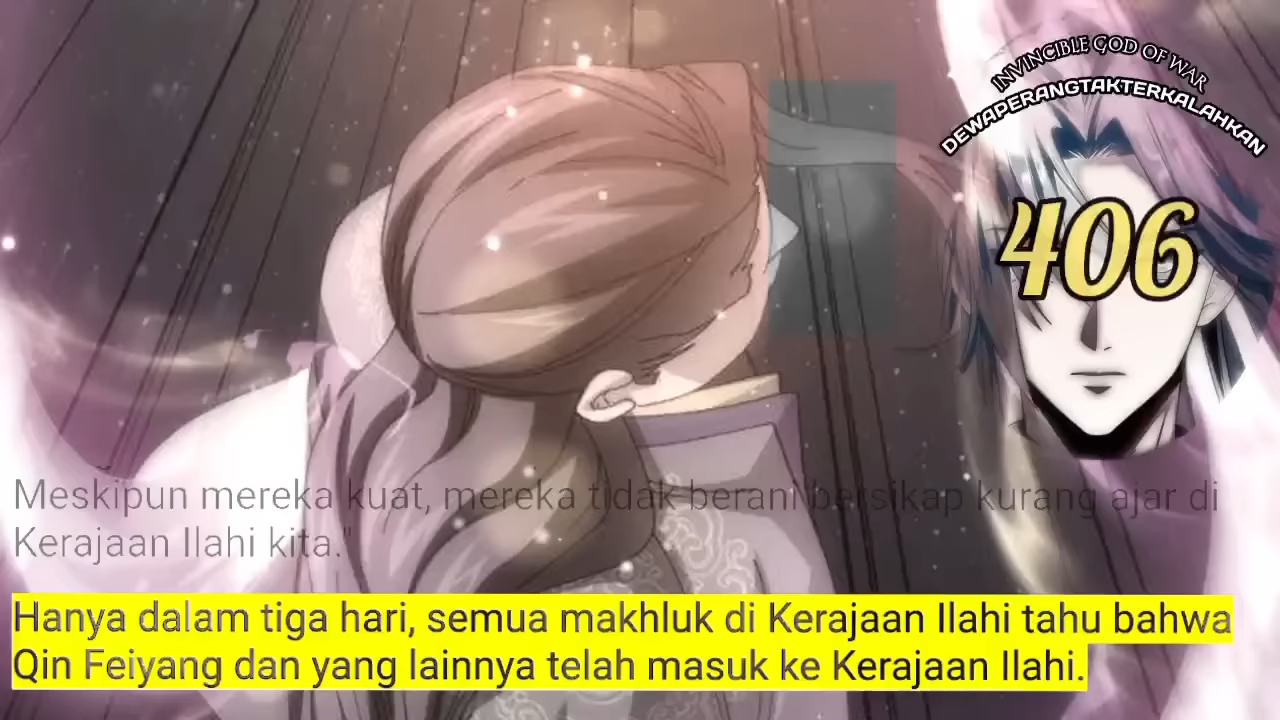 INVINCIBLE GOD OF WAR
DEWAPERANGTAKTERKALAHKAN
406
Meskipun mereka kuat, mereka tidak berani bersikap kurang ajar di
Kerajaan Ilahi kita."
Hanya dalam tiga hari, semua makhluk di Kerajaan Ilahi tahu bahwa
Qin Feiyang dan yang lainnya telah masuk ke Kerajaan Ilahi.